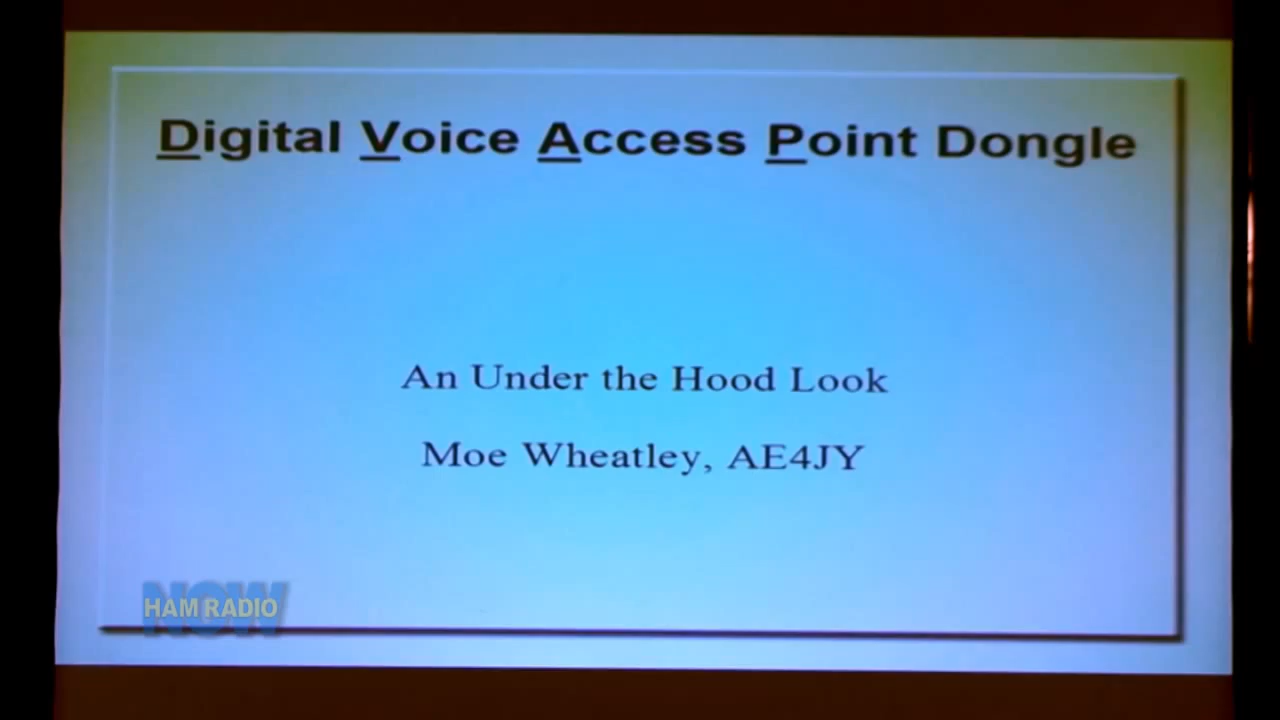 Digital Voice Access Point Dongle
An Under the Hood Look
Moe Wheatley, AE4JY
NOW
HAM RADIO